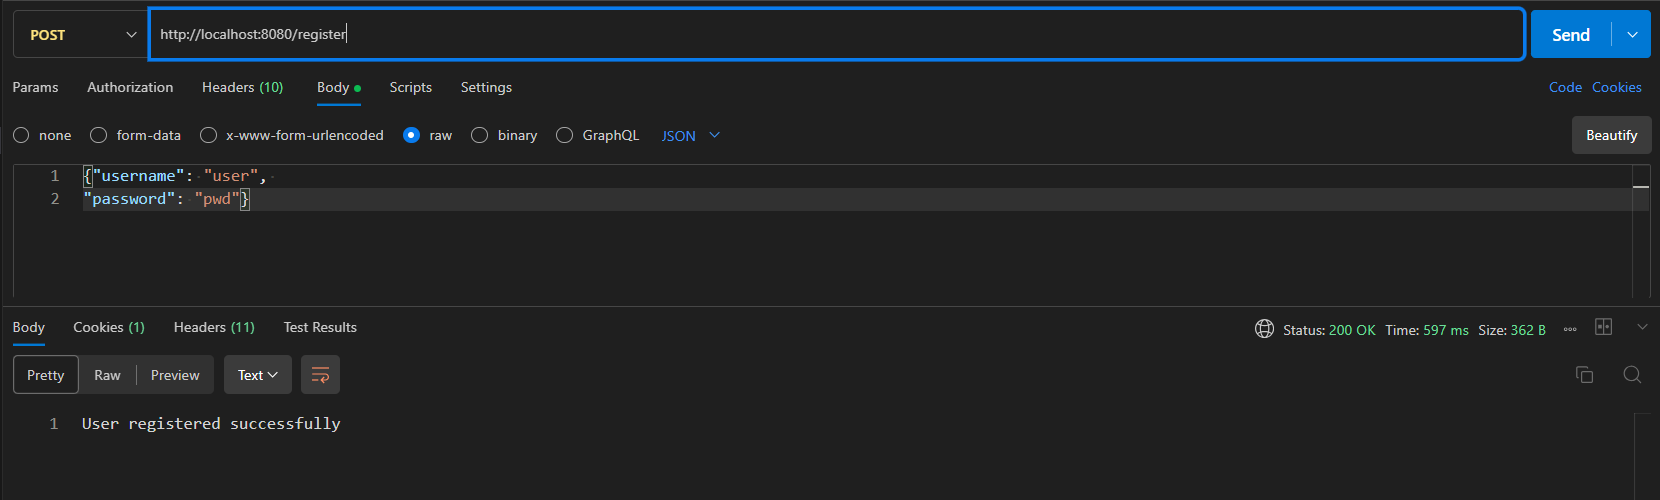 POST http://localhost:8080/register Send
Params Authorization Headers (10) Body Scripts Settings Code Cookies
none form-data x-www-form-urlencoded raw binary GraphQL JSON Beautify
1 {"username": "user",
2 "password": "pwd"}
Body Cookies (1) Headers (11) Test Results Status: 200 OK Time: 597 ms Size: 362 B
Pretty Raw Preview Text
1 User registered successfully